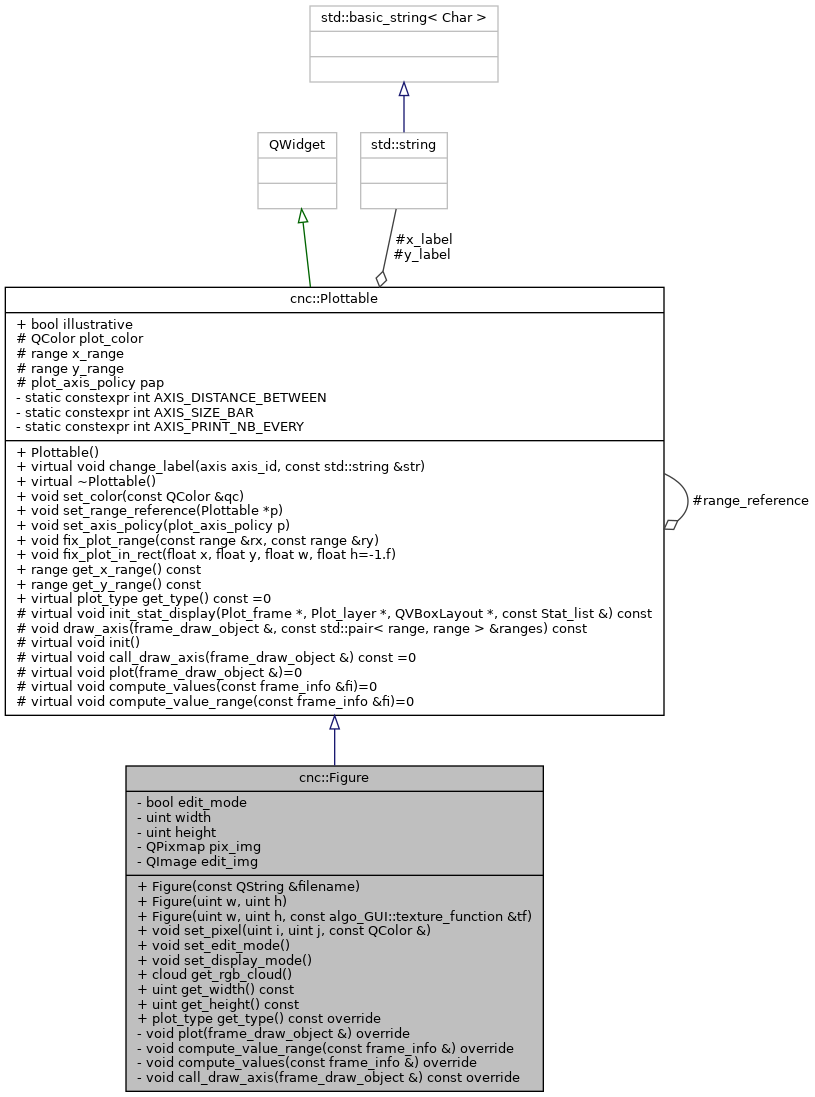 std::basic_string< Char >
QWidget
std::string
#x_label
#y_label
cnc::Plottable
+ bool illustrative
# QColor plot_color
# range x_range
# range y_range
# plot_axis_policy pap
- static constexpr int AXIS_DISTANCE_BETWEEN
- static constexpr int AXIS_SIZE_BAR
- static constexpr int AXIS_PRINT_NB_EVERY
+ Plottable()
+ virtual void change_label(axis axis_id, const std::string &str)
+ virtual ~Plottable()
+ void set_color(const QColor &qc)
+ void set_range_reference(Plottable *p)
+ void set_axis_policy(plot_axis_policy p)
+ void fix_plot_range(const range &rx, const range &ry)
+ void fix_plot_in_rect(float x, float y, float w, float h=-1.f)
+ range get_x_range() const
+ range get_y_range() const
+ virtual plot_type get_type() const =0
# virtual void init_stat_display(Plot_frame *, Plot_layer *, QVBoxLayout *, const Stat_list &) const
# void draw_axis(frame_draw_object &, const std::pair< range, range > &ranges) const
# virtual void init()
# virtual void call_draw_axis(frame_draw_object &) const =0
# virtual void plot(frame_draw_object &)=0
# virtual void compute_values(const frame_info &fi)=0
# virtual void compute_value_range(const frame_info &fi)=0
#range_reference
cnc::Figure
- bool edit_mode
- uint width
- uint height
- QPixmap pix_img
- QImage edit_img
+ Figure(const QString &filename)
+ Figure(uint w, uint h)
+ Figure(uint w, uint h, const algo_GUI::texture_function &tf)
+ void set_pixel(uint i, uint j, const QColor &)
+ void set_edit_mode()
+ void set_display_mode()
+ cloud get_rgb_cloud()
+ uint get_width() const
+ uint get_height() const
+ plot_type get_type() const override
- void plot(frame_draw_object &) override
- void compute_value_range(const frame_info &) override
- void compute_values(const frame_info &) override
- void call_draw_axis(frame_draw_object &) const override